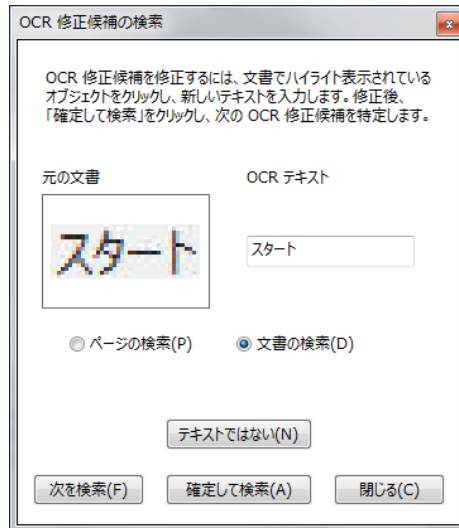 OCR 修正候補の検索
OCR 修正候補を修正するには、文書でハイライト表示されている
オブジェクトをクリックし、新しいテキストを入力します。修正後、
「確定して検索」をクリックし、次の OCR 修正候補を特定します。
元の文書
OCR テキスト
スタート
スタート
ページの検索(P)
文書の検索(D)
テキストではない(N)
次を検索(F)
確定して検索(A)
閉じる(C)